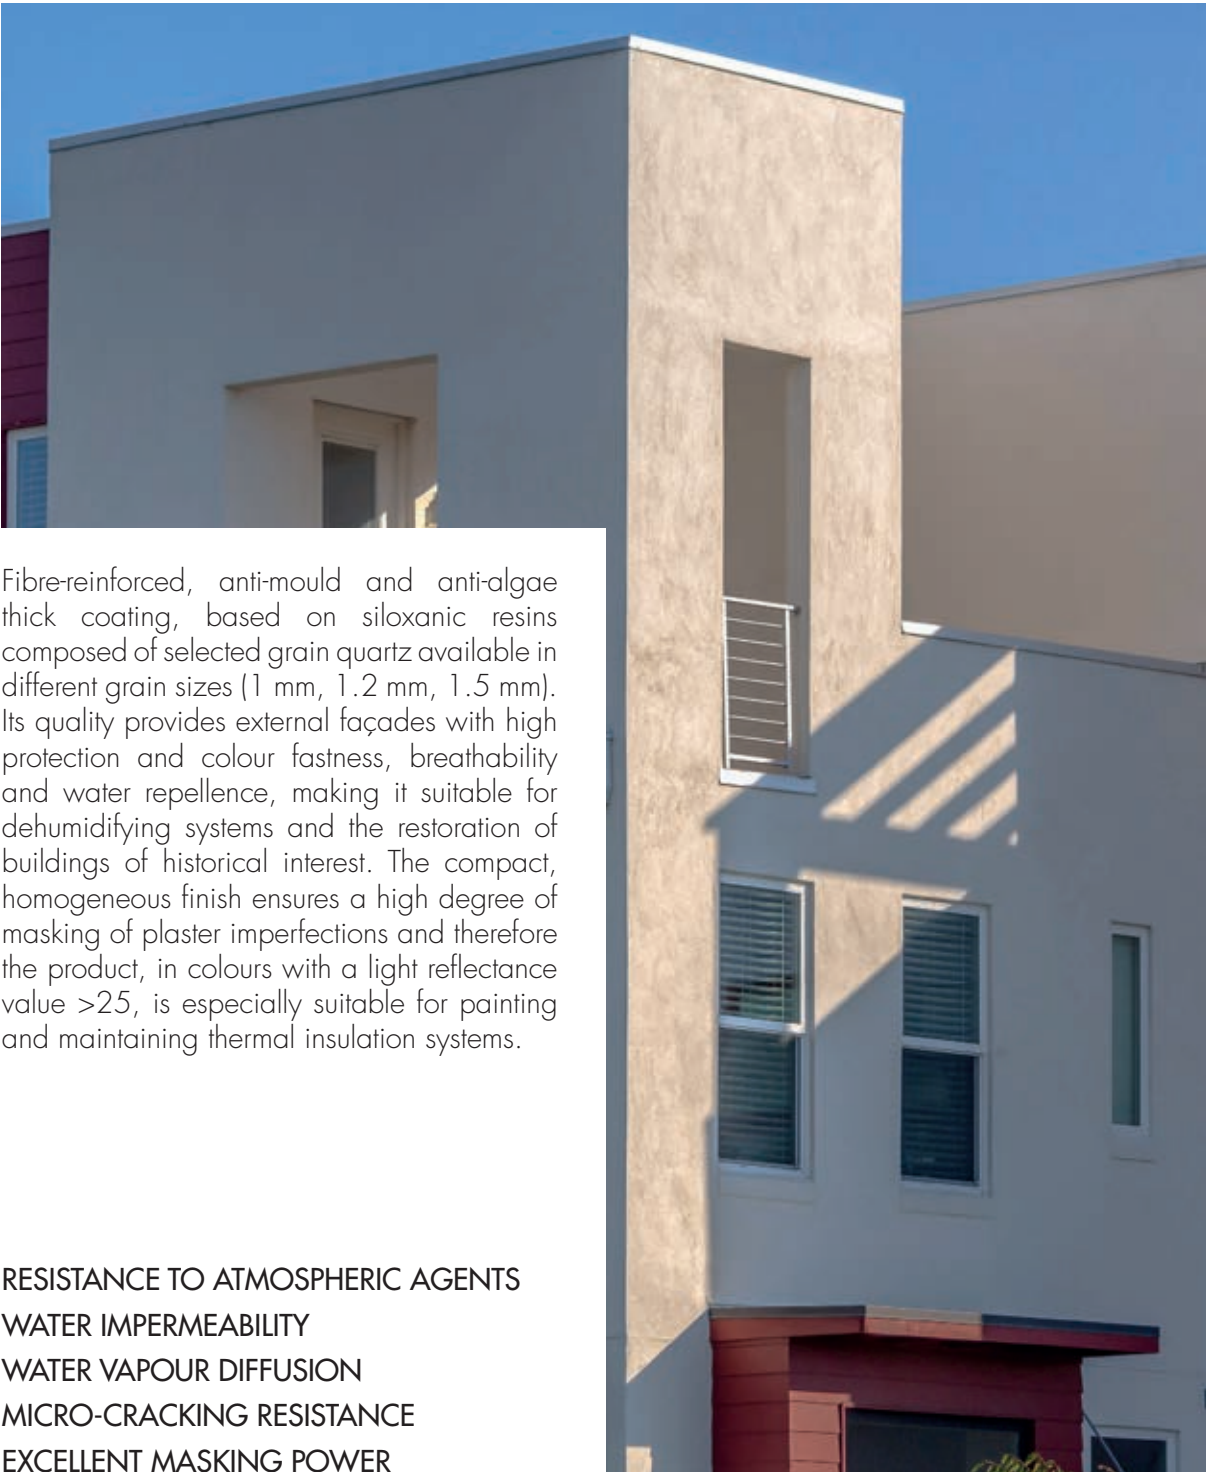 Fibre-reinforced, anti-mould and anti-algae
thick coating, based on siloxanic resins
composed of selected grain quartz available in
different grain sizes (1 mm, 1.2 mm, 1.5 mm).
Its quality provides external façades with high
protection and colour fastness, breathability
and water repellence, making it suitable for
dehumidifying systems and the restoration of
buildings of historical interest. The compact,
homogeneous finish ensures a high degree of
masking of plaster imperfections and therefore
the product, in colours with a light reflectance
value >25, is especially suitable for painting
and maintaining thermal insulation systems.
RESISTANCE TO ATMOSPHERIC AGENTS
WATER IMPERMEABILITY
WATER VAPOUR DIFFUSION
MICRO-CRACKING RESISTANCE
EXCELLENT MASKING POWER